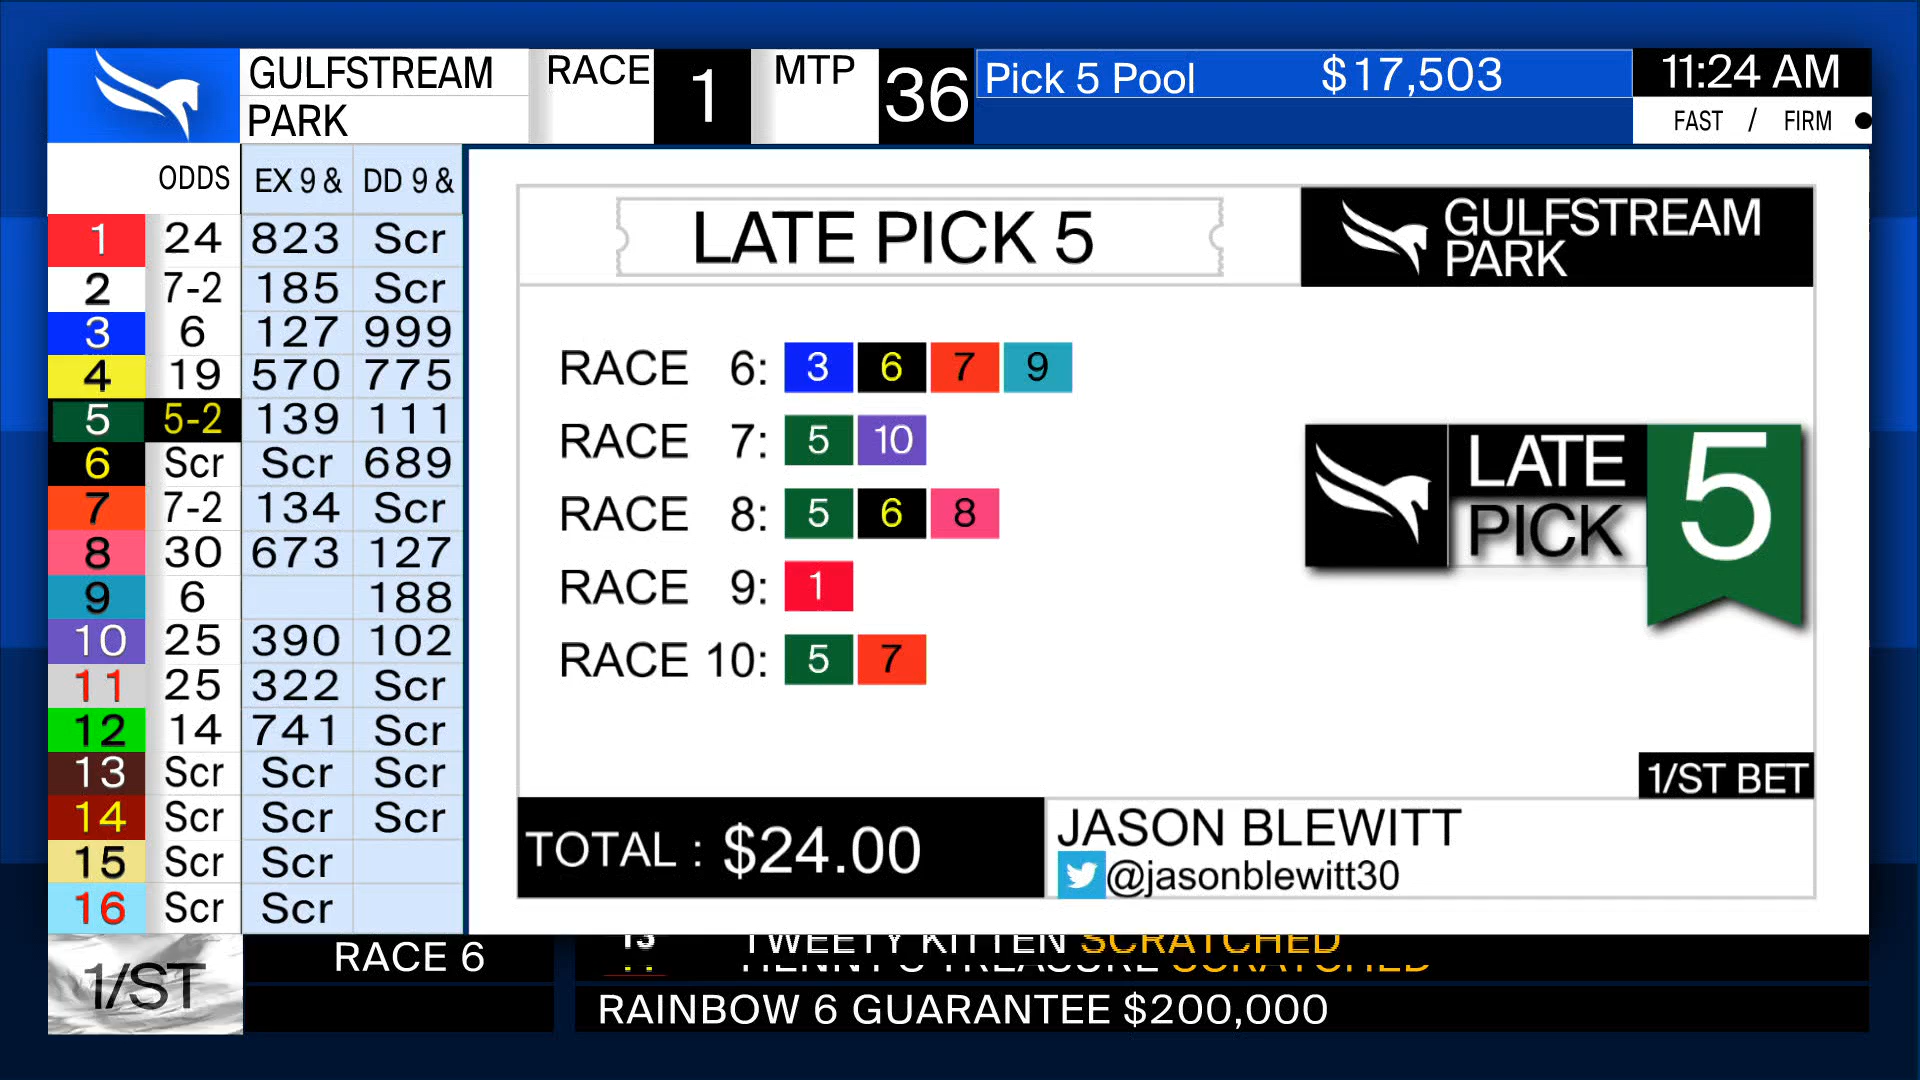 GULFSTREAM PARK RACE 1 MTP 36 Pick 5 Pool $17,503 11:24 AM
FAST / FIRM
ODDS EX 9 & DD 9 &
1 24 823 Scr
2 7-2 185 Scr
3 6 127 999
4 19 570 775
5 5-2 139 111
6 Scr Scr 689
7 7-2 134 Scr
8 30 673 127
9 6 188
10 25 390 102
11 25 322 Scr
12 14 741 Scr
13 Scr Scr Scr
14 Scr Scr Scr
15 Scr Scr
16 Scr Scr
LATE PICK 5
GULFSTREAM
PARK
RACE 6: 3 6 7 9
RACE 7: 5 10
RACE 8: 5 6 8
RACE 9: 1
RACE 10: 5 7
LATE
PICK
5
1/ST BET
TOTAL : $24.00
JASON BLEWITT
@jasonblewitt30
1/ST
RACE 6
13 TWEETY KITTEN SCRATCHED
HENNY'S TREASURE SCRATCHED
RAINBOW 6 GUARANTEE $200,000